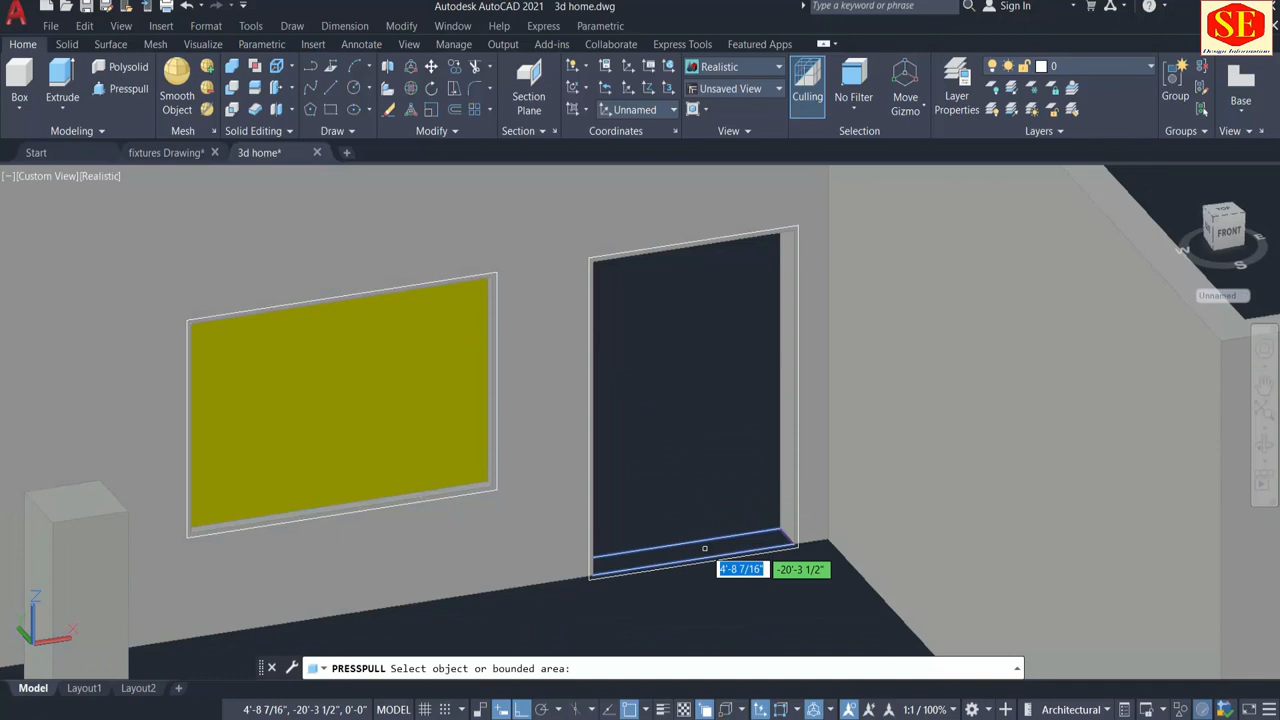 Autodesk AutoCAD 2021 3d home.dwg
Type a keyword or phrase
Sign In
SE
Design Information
File Edit View Insert Format Tools Draw Dimension Modify Window Help Express Parametric
Home Solid Surface Mesh Visualize Parametric Insert Annotate View Manage Output Add-ins Collaborate Express Tools Featured Apps
Box
Extrude
Polysolid
Presspull
Smooth
Object
Section
Plane
Realistic
Unsaved View
Unnamed
Culling
No Filter
Move
Gizmo
Layer
Properties
0
Group
Base
Modeling Mesh Solid Editing Draw Modify Section Coordinates View Selection Layers Groups View
Start fixtures Drawing* 3d home*
[−][Custom View][Realistic]
TOP
FRONT
W
E
S
Unnamed
4'-8 7/16" -20'-3 1/2"
Z
X
PRESSPULL Select object or bounded area:
Model Layout1 Layout2 +
4'-8 7/16", -20'-3 1/2", 0'-0" MODEL 1:1 / 100% Architectural